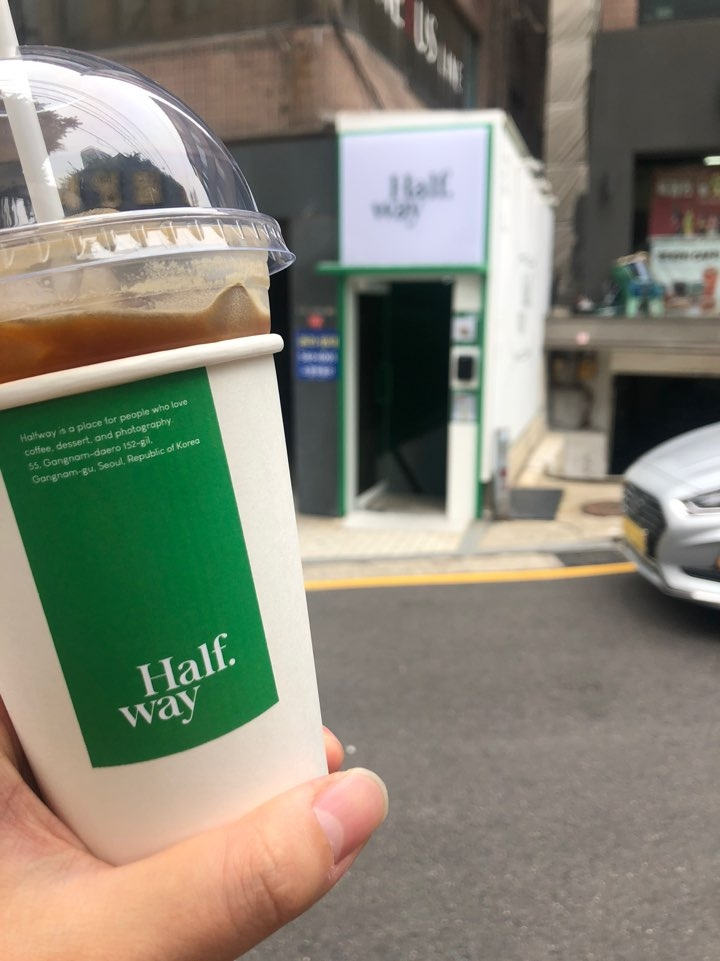 US
Half.
way
Halfway is a place for people who love
coffee, dessert, and photography
55, Gangnam-daero 152-gil,
Gangnam-gu, Seoul, Republic of Korea
Half.
way